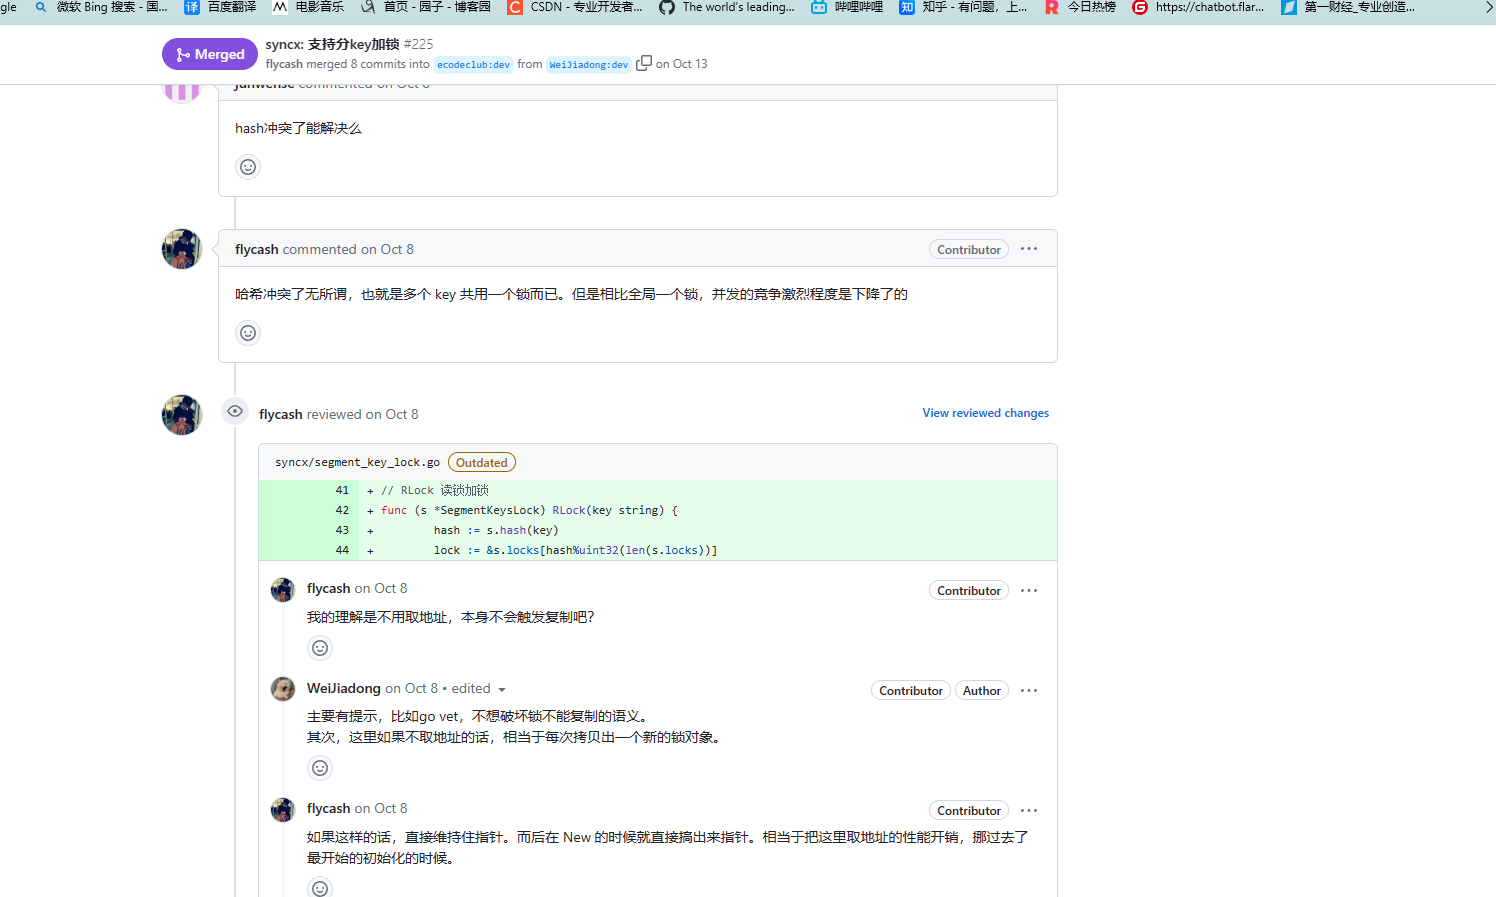 gle 微软 Bing 搜索 - 国... 百度翻译 电影音乐 首页 - 园子 - 博客园 CSDN - 专业开发者... The world's leading... 哔哩哔哩 知乎 - 有问题，上... 今日热榜 https://chatbot.flar... 第一财经_专业创造...
Merged
syncx: 支持分key加锁 #225
flycash merged 8 commits into ecodeclub:dev from WeiJiadong:dev on Oct 13
commented on Oct 8
hash冲突了能解决么
flycash commented on Oct 8 Contributor
哈希冲突了无所谓，也就是多个 key 共用一个锁而已。但是相比全局一个锁，并发的竞争激烈程度是下降了的
flycash reviewed on Oct 8 View reviewed changes
syncx/segment_key_lock.go Outdated
41 + // RLock 读锁加锁
42 + func (s *SegmentKeysLock) RLock(key string) {
43 + hash := s.hash(key)
44 + lock := &s.locks[hash%uint32(len(s.locks))]
flycash on Oct 8 Contributor
我的理解是不用取地址，本身不会触发复制吧？
WeiJiadong on Oct 8 • edited Contributor Author
主要有提示，比如go vet，不想破坏锁不能复制的语义。
其次，这里如果不取地址的话，相当于每次拷贝出一个新的锁对象。
flycash on Oct 8 Contributor
如果这样的话，直接维持住指针。而后在 New 的时候就直接搞出来指针。相当于把这里取地址的性能开销，挪过去了
最开始的初始化的时候。